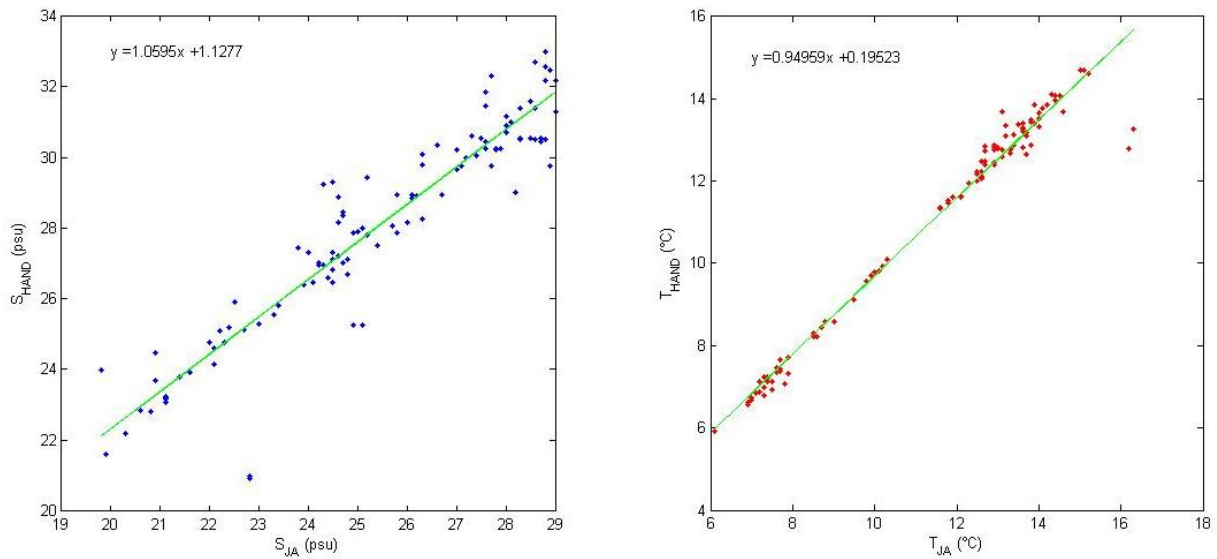 34
32
30
28
26
24
22
20
19 20 21 22 23 24 25 26 27 28 29
S_HAND (psu)
S_JA (psu)
y =1.0595x +1.1277
16
14
12
10
8
6
4
6 8 10 12 14 16 18
T_HAND (°C)
T_JA (°C)
y =0.94959x +0.19523